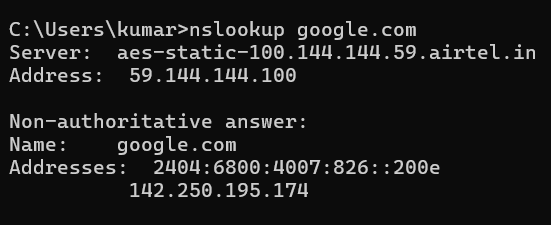 C:\Users\kumar>nslookup google.com
Server:  aes-static-100.144.144.59.airtel.in
Address:  59.144.144.100

Non-authoritative answer:
Name:    google.com
Addresses:  2404:6800:4007:826::200e
          142.250.195.174